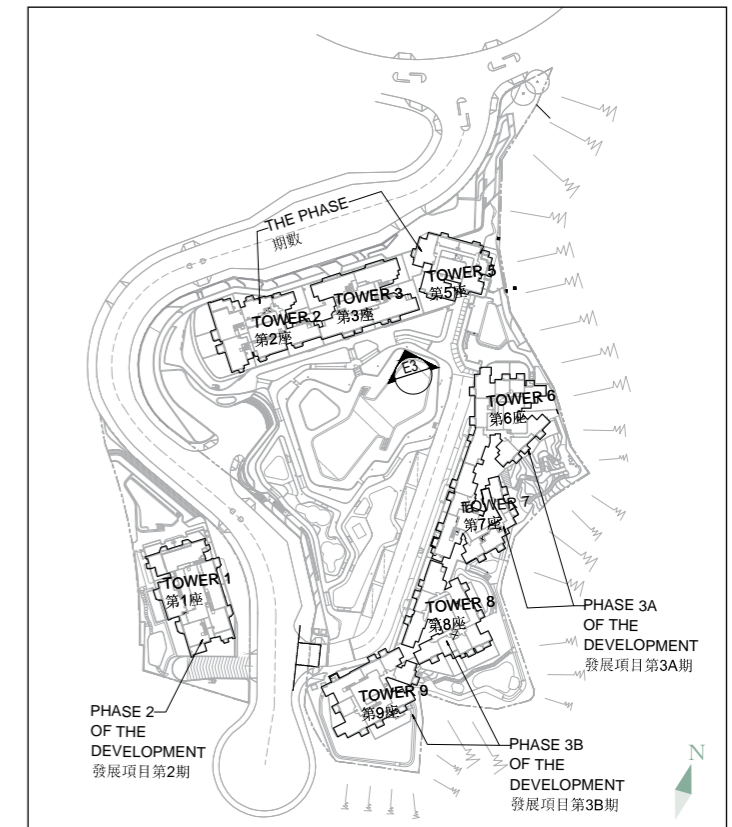 THE PHASE
期數
TOWER 5
第5座
TOWER 3
第3座
TOWER 2
第2座
E3
TOWER 6
第6座
TOWER 7
第7座
TOWER 1
第1座
TOWER 8
第8座
PHASE 3A
OF THE
DEVELOPMENT
發展項目第3A期
TOWER 9
第9座
PHASE 2
OF THE
DEVELOPMENT
發展項目第2期
PHASE 3B
OF THE
DEVELOPMENT
發展項目第3B期
N